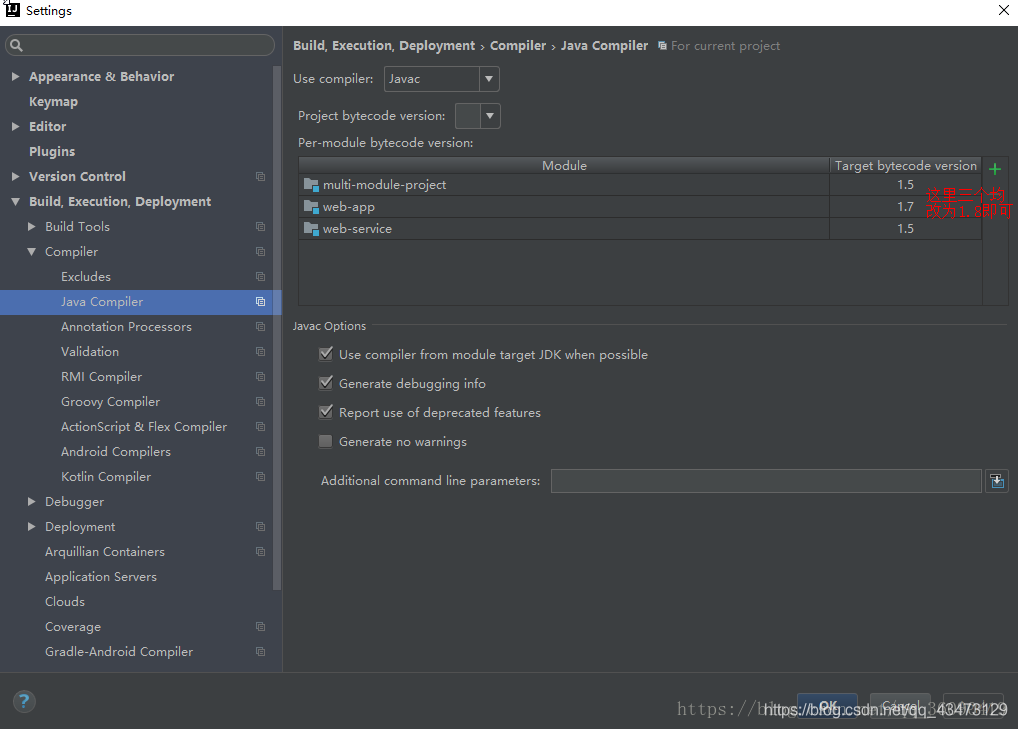 Settings
Build, Execution, Deployment › Compiler › Java Compiler For current project
Appearance & Behavior
Keymap
Editor
Plugins
Version Control
Build, Execution, Deployment
Build Tools
Compiler
Excludes
Java Compiler
Annotation Processors
Validation
RMI Compiler
Groovy Compiler
ActionScript & Flex Compiler
Android Compilers
Kotlin Compiler
Debugger
Deployment
Arquillian Containers
Application Servers
Clouds
Coverage
Gradle-Android Compiler
Use compiler: Javac
Project bytecode version:
Per-module bytecode version:
Module Target bytecode version
multi-module-project 1.5
web-app 1.7
web-service 1.5
这里三个均
改为1.8即可
Javac Options
Use compiler from module target JDK when possible
Generate debugging info
Report use of deprecated features
Generate no warnings
Additional command line parameters:
?
OK Cancel
https://blog.csdn.net/qq_43473129